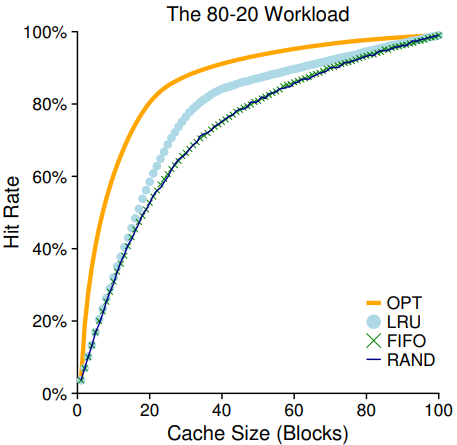 The 80-20 Workload
100%
80%
60%
40%
20%
0%
Hit Rate
0 20 40 60 80 100
Cache Size (Blocks)
OPT
LRU
FIFO
RAND